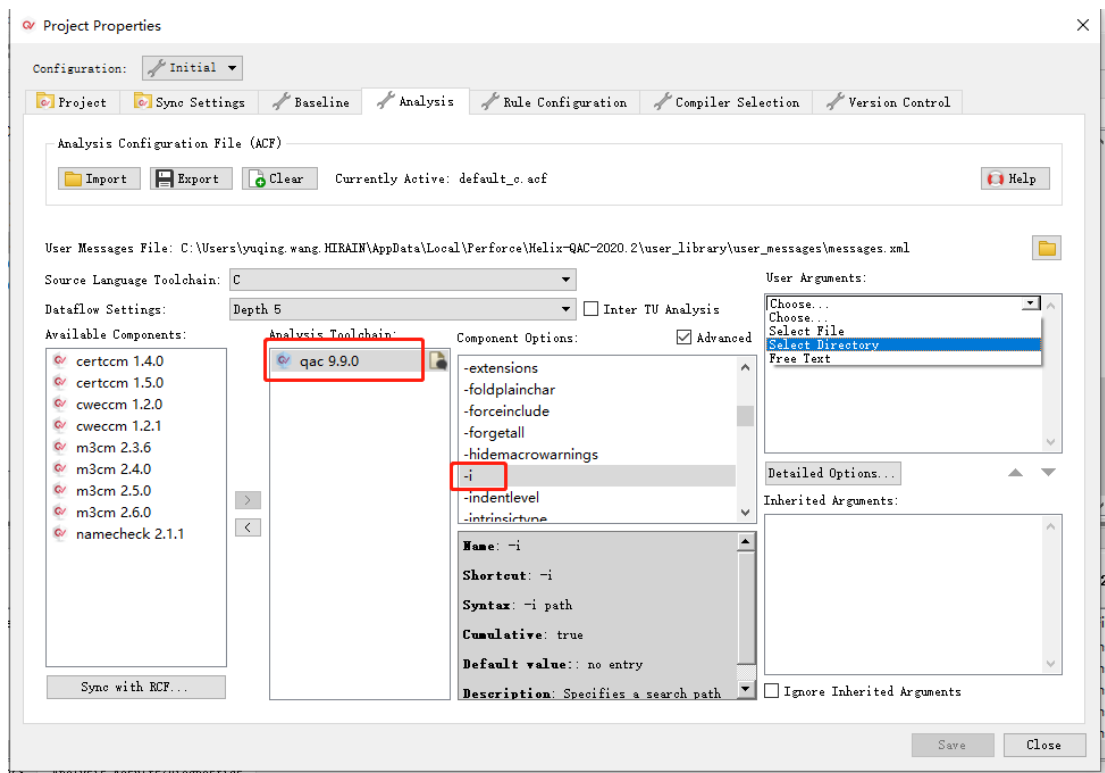 Project Properties
Configuration: Initial
Project Sync Settings Baseline Analysis Rule Configuration Compiler Selection Version Control
Analysis Configuration File (ACF)
Import Export Clear Currently Active: default_c.acf Help
User Messages File: C:\Users\yuqing.wang.HIRAIN\AppData\Local\Perforce\Helix-QAC-2020.2\user_library\user_messages\messages.xml
Source Language Toolchain: C
User Arguments:
Dataflow Settings: Depth 5 Inter TU Analysis
Choose...
Choose...
Select File
Select Directory
Free Text
Available Components:
certccm 1.4.0
certccm 1.5.0
cweccm 1.2.0
cweccm 1.2.1
m3cm 2.3.6
m3cm 2.4.0
m3cm 2.5.0
m3cm 2.6.0
namecheck 2.1.1
Sync with RCF...
Analysis Toolchain:
qac 9.9.0
>
<
Component Options: Advanced
-extensions
-foldplainchar
-forceinclude
-forgetall
-hidemacrowarnings
-i
-indentlevel
-intrinsictype
Name: -i
Shortcut: -i
Syntax: -i path
Cumulative: true
Default value:: no entry
Description: Specifies a search path
Detailed Options...
Inherited Arguments:
Ignore Inherited Arguments
Save Close